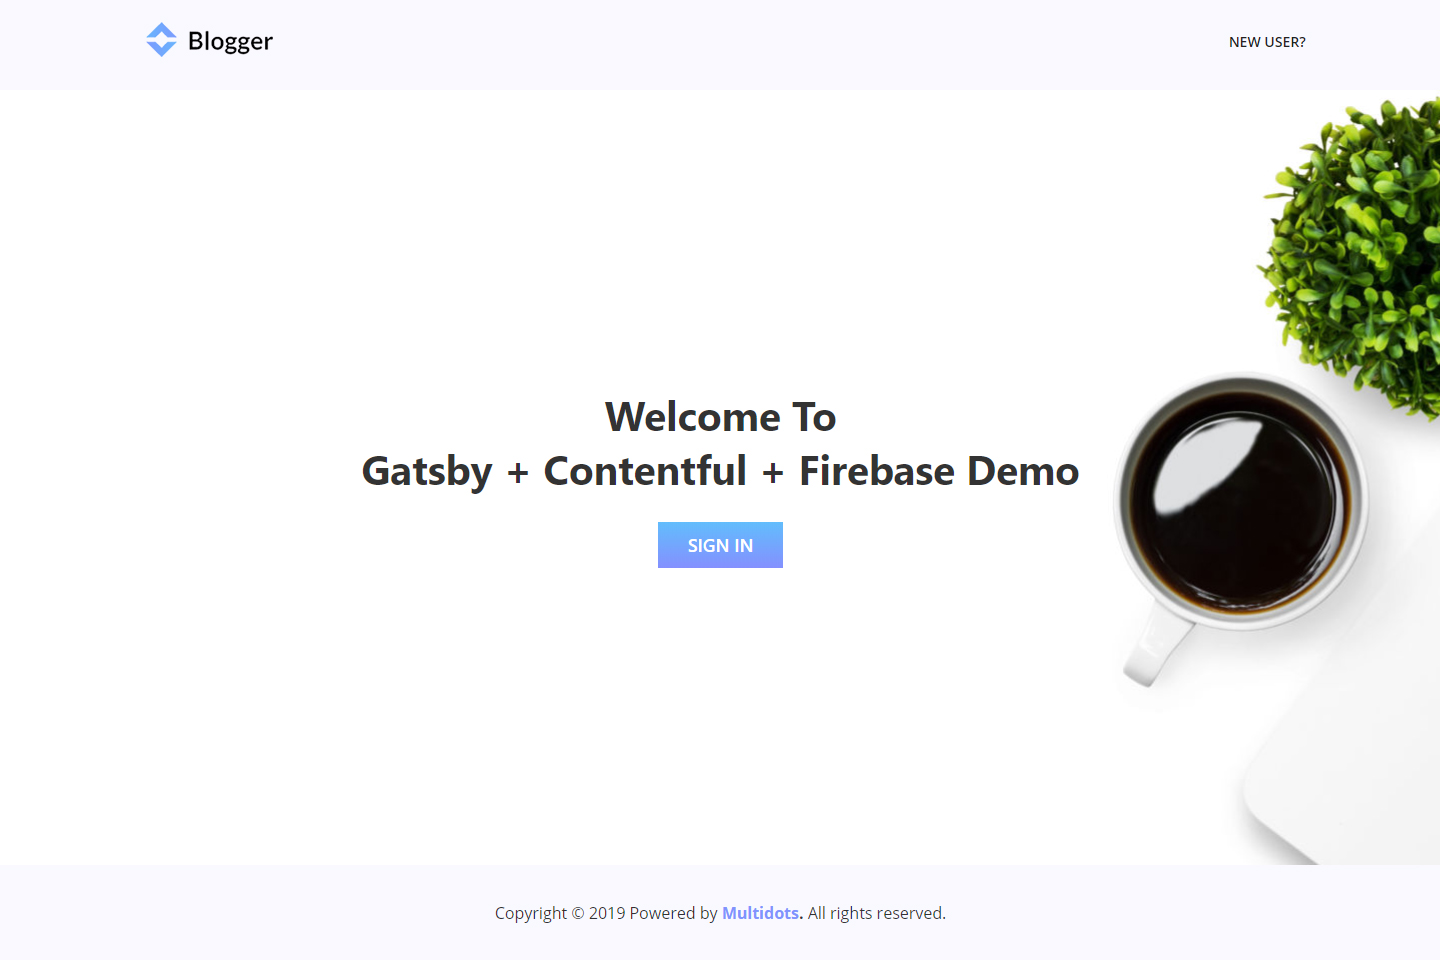 Blogger
NEW USER?
Welcome To
Gatsby + Contentful + Firebase Demo
SIGN IN
Copyright © 2019 Powered by Multidots. All rights reserved.